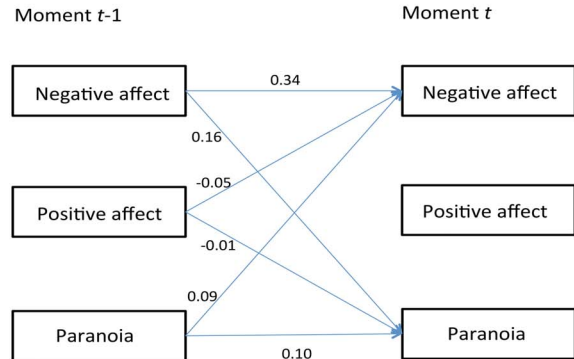 Moment t-1
Moment t
Negative affect
0.34
Negative affect
0.16
-0.05
Positive affect
Positive affect
-0.01
0.09
Paranoia
Paranoia
0.10